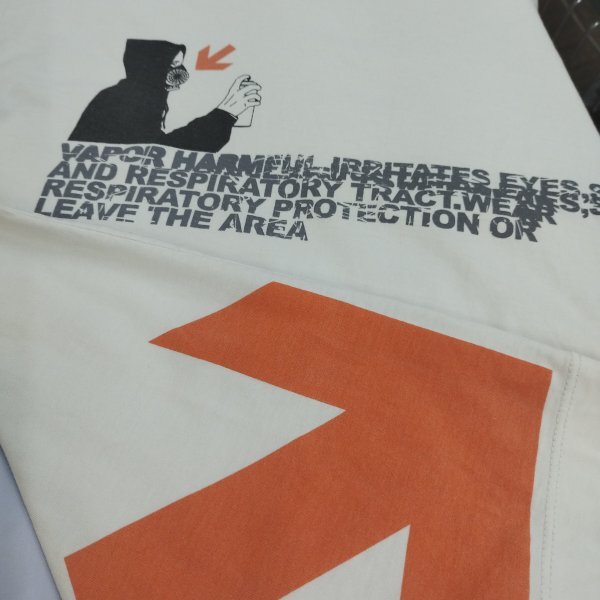 VAPOR HARMFUL. IRRITATES EYES,
AND RESPIRATORY TRACT. WEAR
RESPIRATORY PROTECTION OR
LEAVE THE AREA